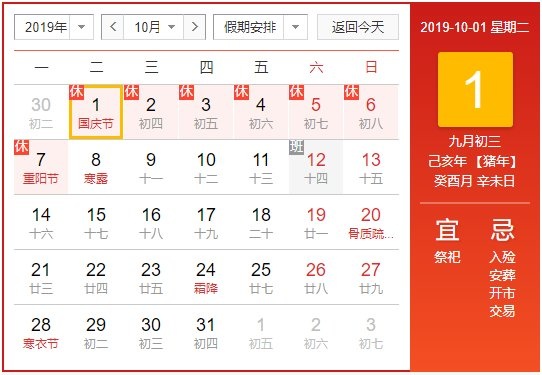 2019年 10月 假期安排 返回今天
一 二 三 四 五 六 日
休 休 休 休 休 休
30 1 2 3 4 5 6
初二 国庆节 初四 初五 初六 初七 初八
休 班
7 8 9 10 11 12 13
重阳节 寒露 十一 十二 十三 十四 十五
14 15 16 17 18 19 20
十六 十七 十八 十九 二十 廿一 骨质疏...
21 22 23 24 25 26 27
廿三 廿四 廿五 霜降 廿七 廿八 廿九
28 29 30 31 1 2 3
寒衣节 初二 初三 初四 初五 初六 初七
2019-10-01 星期二
1
九月初三
己亥年【猪年】
癸酉月 辛未日
宜 忌
祭祀 入殓
安葬
开市
交易